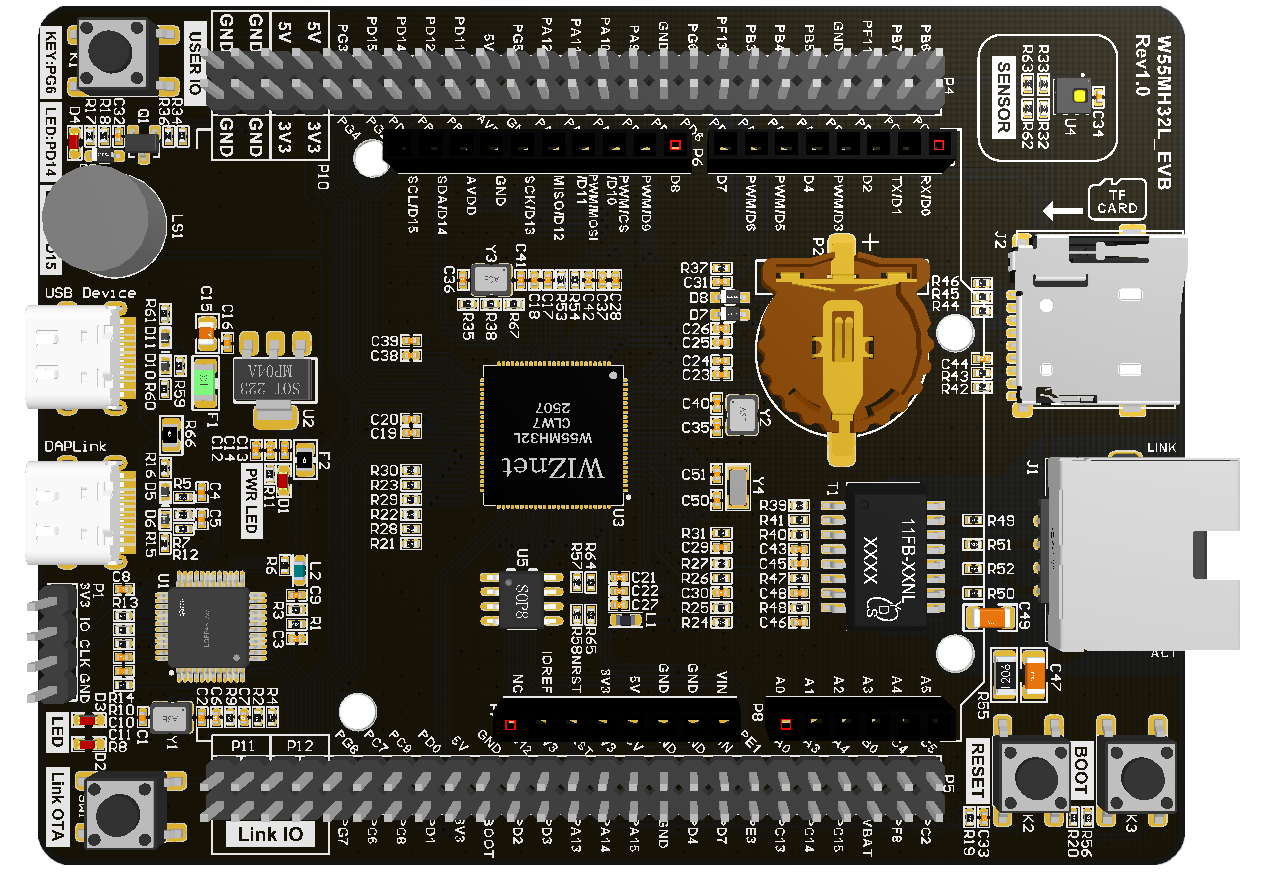 KEY:PG6
LED:PD14
D15
K1
USER IO
GND
GND
5V
5V
GND
GND
3V3
3V3
PG3
PD15
PD14
PD12
PD11
5V
PG5
PA12
PA11
PA10
PA9
GND
PG6
PF13
PB4
PB5
PB3
GND
PF11
PB7
PB6
P4
PG4
P10
P6
SCL/D15
SDA/D14
AVDD
GND
SCK/D13
MISO/D12
PWM/MOSI
/D11
PWM/CS
/D10
PWM/D9
D8
D7
PWM/D6
PWM/D5
D4
PWM/D3
D2
TX/D1
RX/D0
SENSOR
R63
R33
R62
R32
U4
C34
W55MH32L_EVB
Rev1.0
TF
CARD
J2
D4
R17
R18
C32
Q1
R36
R34
LS1
USB Device
R61
D11
D10
R60
R59
C15
C16
F1
SOT 223
MP04A
U2
DAPLink
R66
C12
C14
C13
F2
PWR LED
R11
D1
R16
D5
D6
R15
R5
C4
C5
R7
R12
C36
Y3
C41
C18
C17
R53
R54
C42
C37
C28
R35
R38
R67
C39
C38
C20
C19
R30
R23
R29
R22
R28
R21
WIZnet
W55MH32L
CLW7
2507
U3
R37
C31
D8
D7
C26
C25
C24
C23
C40
C35
Y2
C51
C50
Y4
P2
+
R46
R45
R44
C44
R43
R42
LINK
J1
ACT
T1
11FB-XXNL
XXXX
R39
R41
R40
C43
C45
R47
C48
R48
C46
R31
C29
R27
R26
C30
R25
R24
R49
R51
R52
R50
C49
R55
1206
C47
U5
SOP8
R57
R64
R58
R65
C21
C22
C27
L1
R6
L2
C9
R3
R1
C3
U1
P1
3V3 IO CLK GND
C8
R13
R14
R10
C10
C11
R8
D3
D2
LED
C1
Y1
C2
C6
R9
C7
R2
R4
Link OTA
SW1
P11
P12
Link IO
NC
IOREF
NRST
3V3
5V
GND
GND
VIN
A0
A1
A2
A3
A4
A5
P8
PG8
PC7
PC9
PD0
5V
GND
PE1
P5
PG7
PC6
PC8
PD1
3V3
BOOT
PD2
PD3
PA13
PA14
PA15
GND
PD4
PD7
PE3
PC13
PC14
PC15
VBAT
PF8
PC2
RESET
BOOT
K2
K3
R19
C33
R20
R56